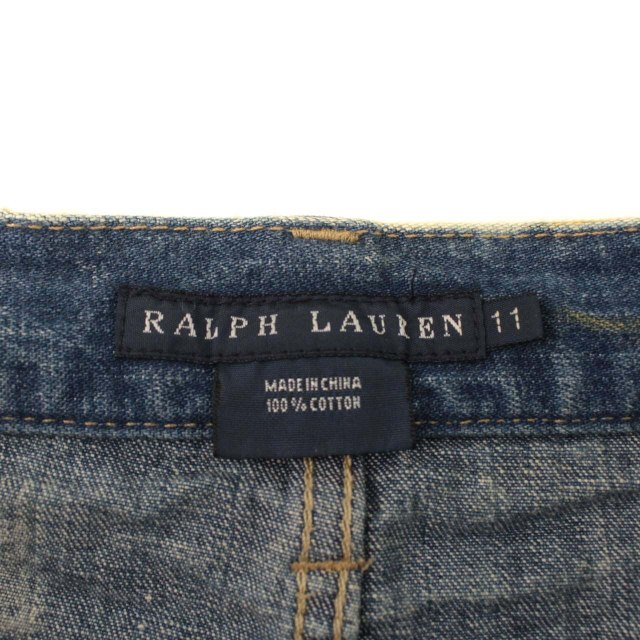 RALPH LAUREN 11
MADE IN CHINA
100% COTTON